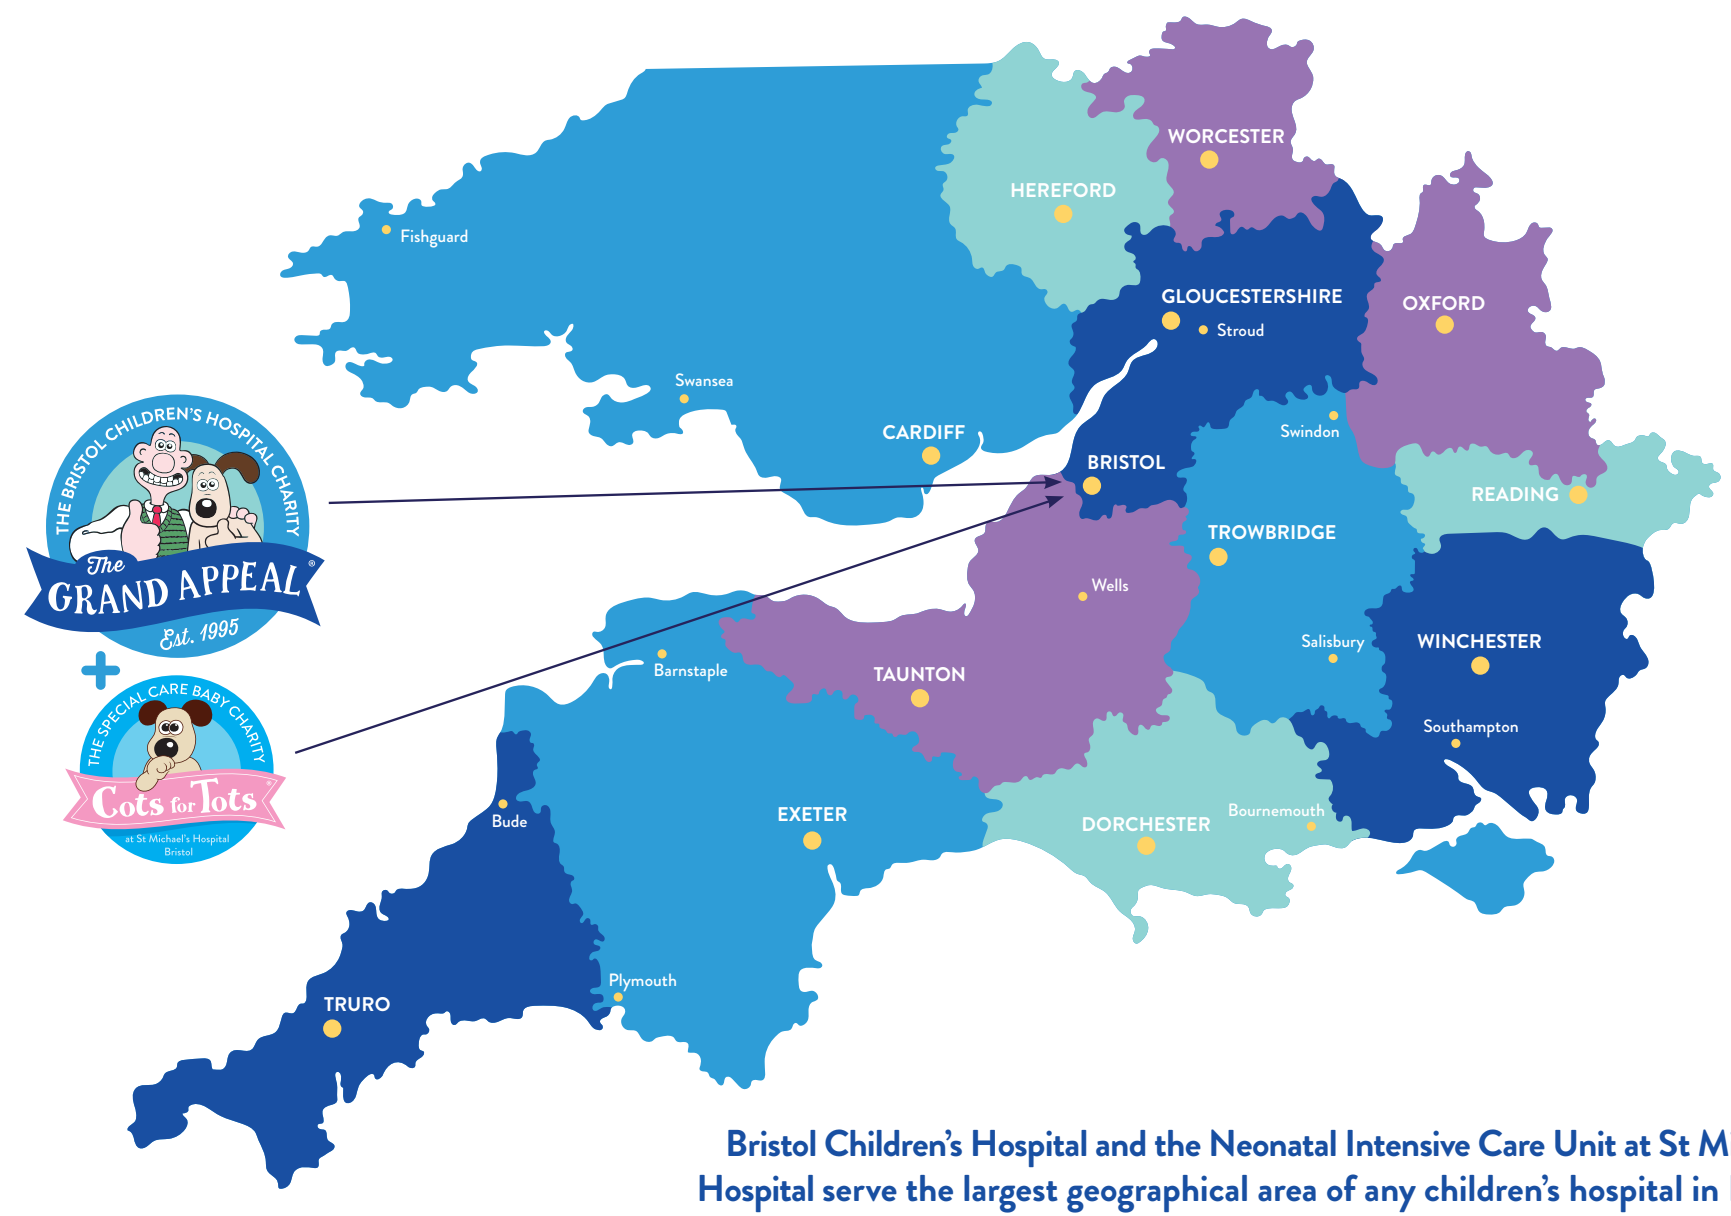 WORCESTER
HEREFORD
Fishguard
GLOUCESTERSHIRE
Stroud
OXFORD
Swansea
CARDIFF
Swindon
BRISTOL
READING
THE BRISTOL CHILDREN'S HOSPITAL CHARITY
The
GRAND APPEAL®
Est. 1995
+
THE SPECIAL CARE BABY CHARITY
Cots for Tots®
at St Michael's Hospital
Bristol
TROWBRIDGE
Wells
Salisbury
WINCHESTER
Barnstaple
TAUNTON
Southampton
Bude
EXETER
DORCHESTER
Bournemouth
Plymouth
TRURO
Bristol Children's Hospital and the Neonatal Intensive Care Unit at St
Hospital serve the largest geographical area of any children's hospital in